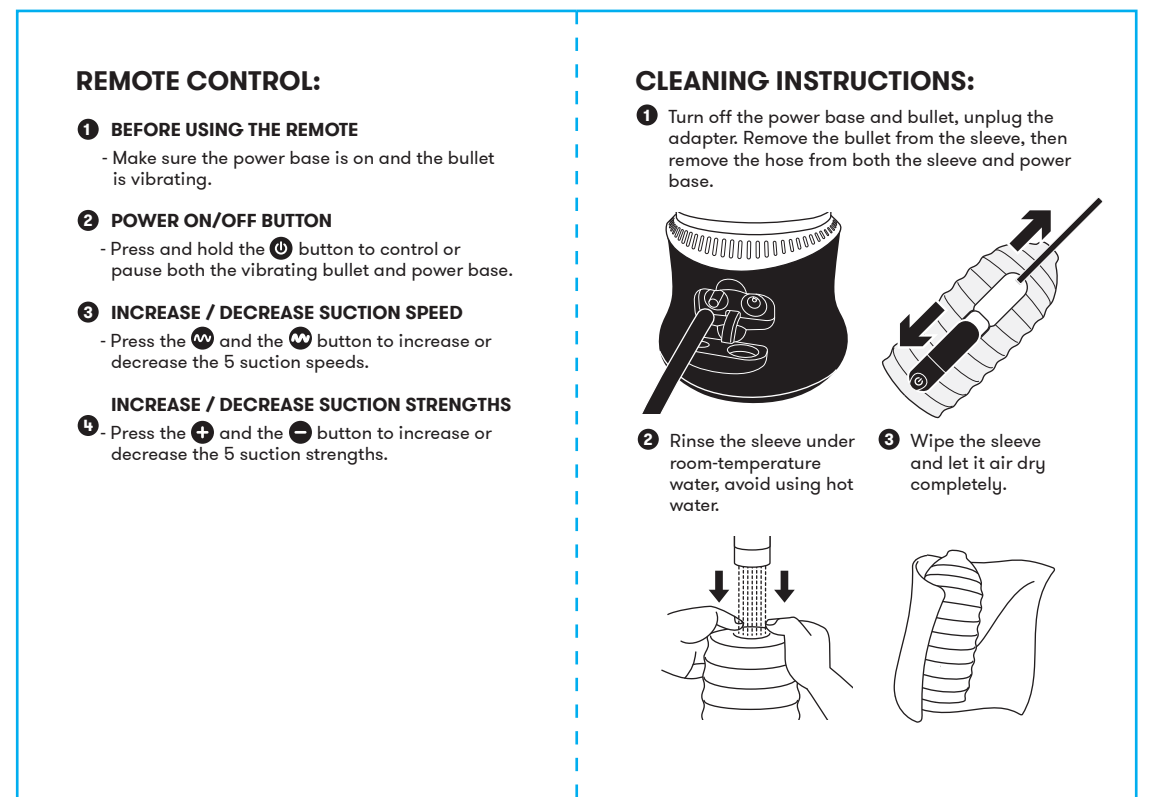 REMOTE CONTROL:
1 BEFORE USING THE REMOTE
- Make sure the power base is on and the bullet
is vibrating.
2 POWER ON/OFF BUTTON
- Press and hold the button to control or
pause both the vibrating bullet and power base.
3 INCREASE / DECREASE SUCTION SPEED
- Press the and the button to increase or
decrease the 5 suction speeds.
INCREASE / DECREASE SUCTION STRENGTHS
4 - Press the + and the − button to increase or
decrease the 5 suction strengths.
CLEANING INSTRUCTIONS:
1 Turn off the power base and bullet, unplug the
adapter. Remove the bullet from the sleeve, then
remove the hose from both the sleeve and power
base.
2 Rinse the sleeve under
room-temperature
water, avoid using hot
water.
3 Wipe the sleeve
and let it air dry
completely.